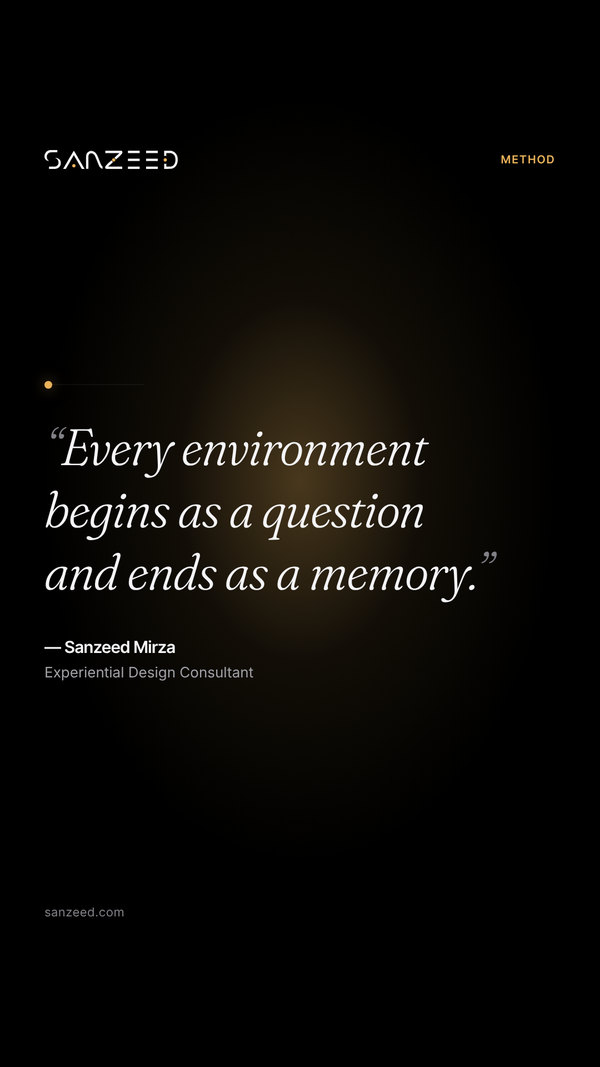 SANZEED
METHOD
“Every environment
begins as a question
and ends as a memory.”
— Sanzeed Mirza
Experiential Design Consultant
sanzeed.com